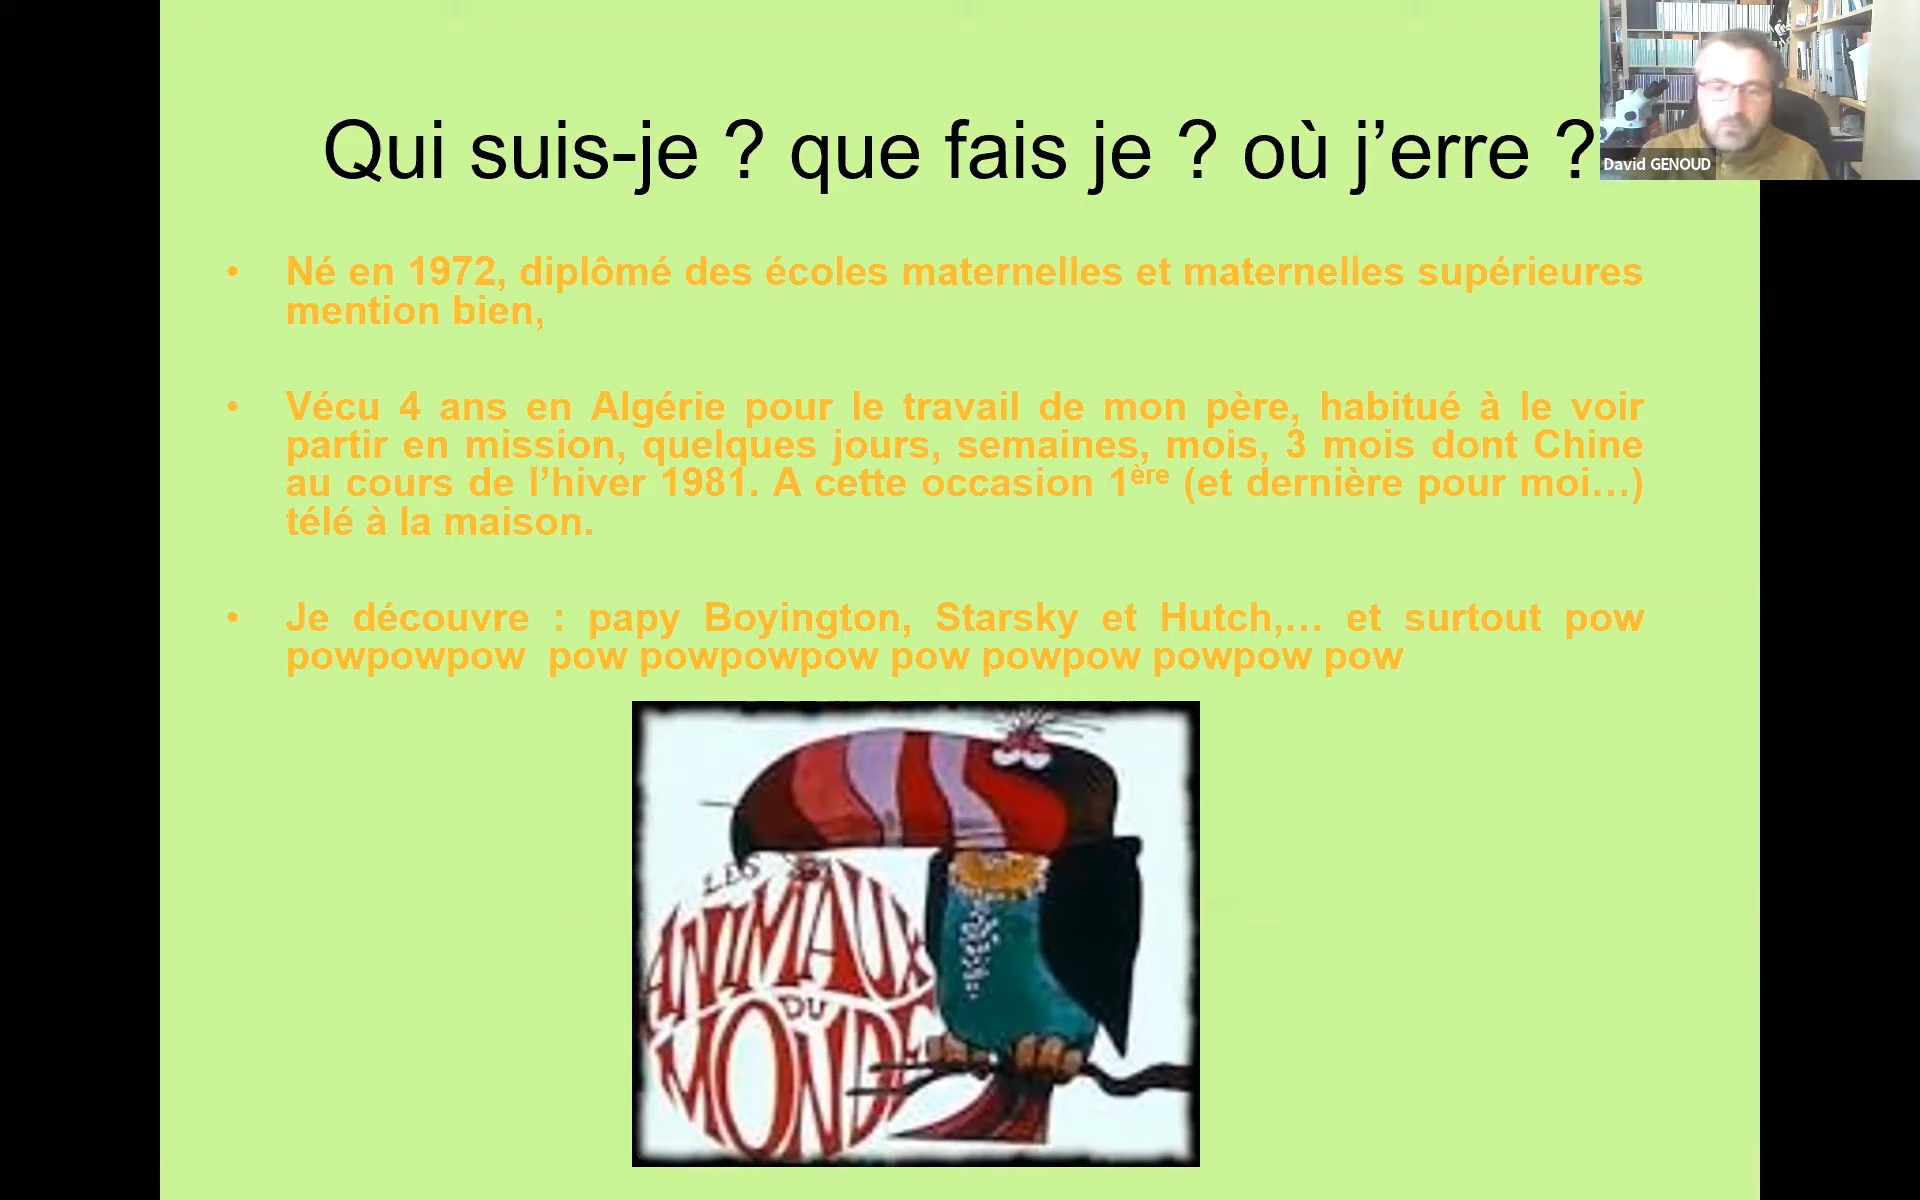 Qui suis-je ? que fais je ? où j’erre ?
David GENOUD
• Né en 1972, diplômé des écoles maternelles et maternelles supérieures
mention bien,
• Vécu 4 ans en Algérie pour le travail de mon père, habitué à le voir
partir en mission, quelques jours, semaines, mois, 3 mois dont Chine
au cours de l’hiver 1981. A cette occasion 1ère (et dernière pour moi…)
télé à la maison.
• Je découvre : papy Boyington, Starsky et Hutch,… et surtout pow
powpowpow  pow powpowpow pow powpow powpow pow
LES
ANIMAUX
DU
MONDE